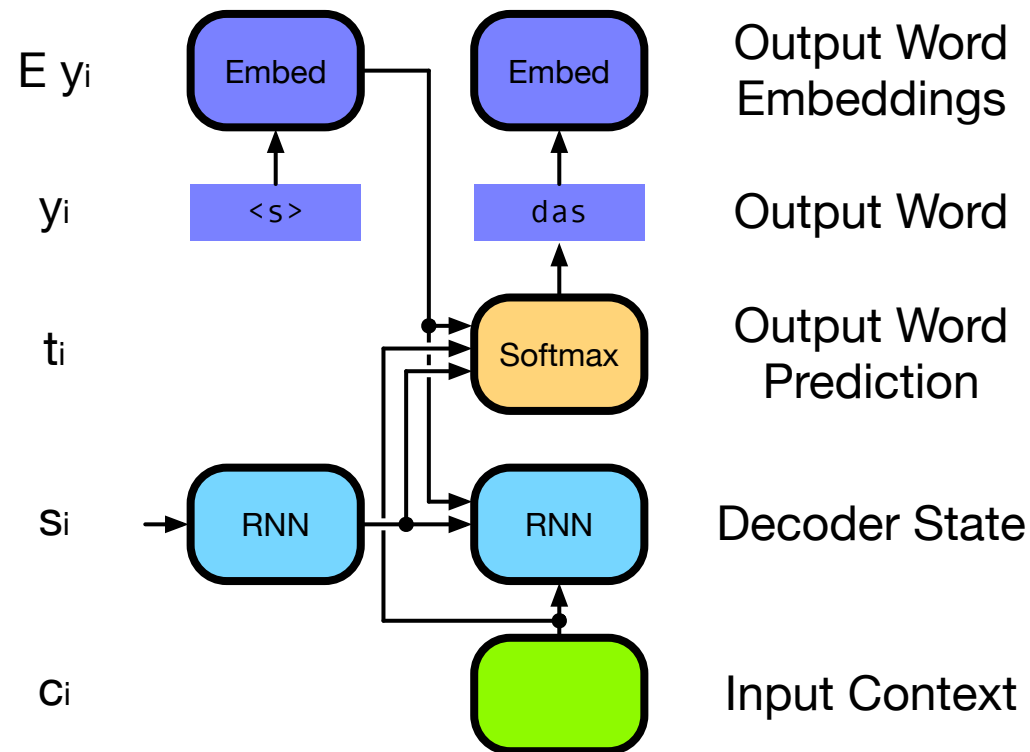 E yi
Embed
Embed
Output Word
Embeddings
yi
<s>
das
Output Word
ti
Softmax
Output Word
Prediction
si
RNN
RNN
Decoder State
ci
Input Context